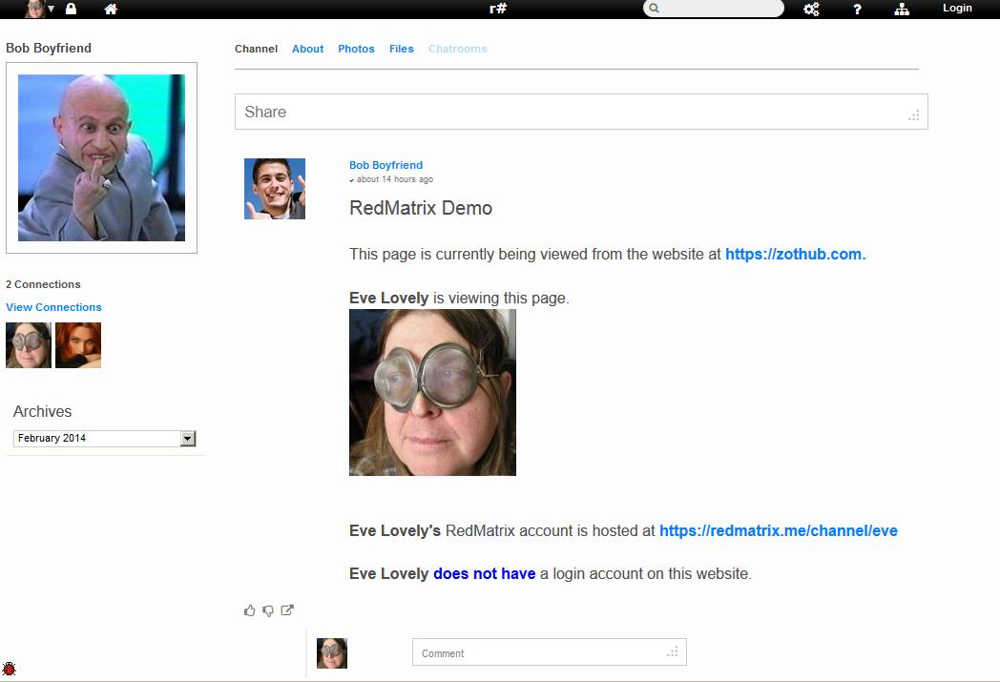 r#
Login
Bob Boyfriend
Channel About Photos Files Chatrooms
Share
Bob Boyfriend
about 14 hours ago
RedMatrix Demo
This page is currently being viewed from the website at https://zothub.com.
Eve Lovely is viewing this page.
2 Connections
View Connections
Archives
February 2014
Eve Lovely's RedMatrix account is hosted at https://redmatrix.me/channel/eve
Eve Lovely does not have a login account on this website.
Comment